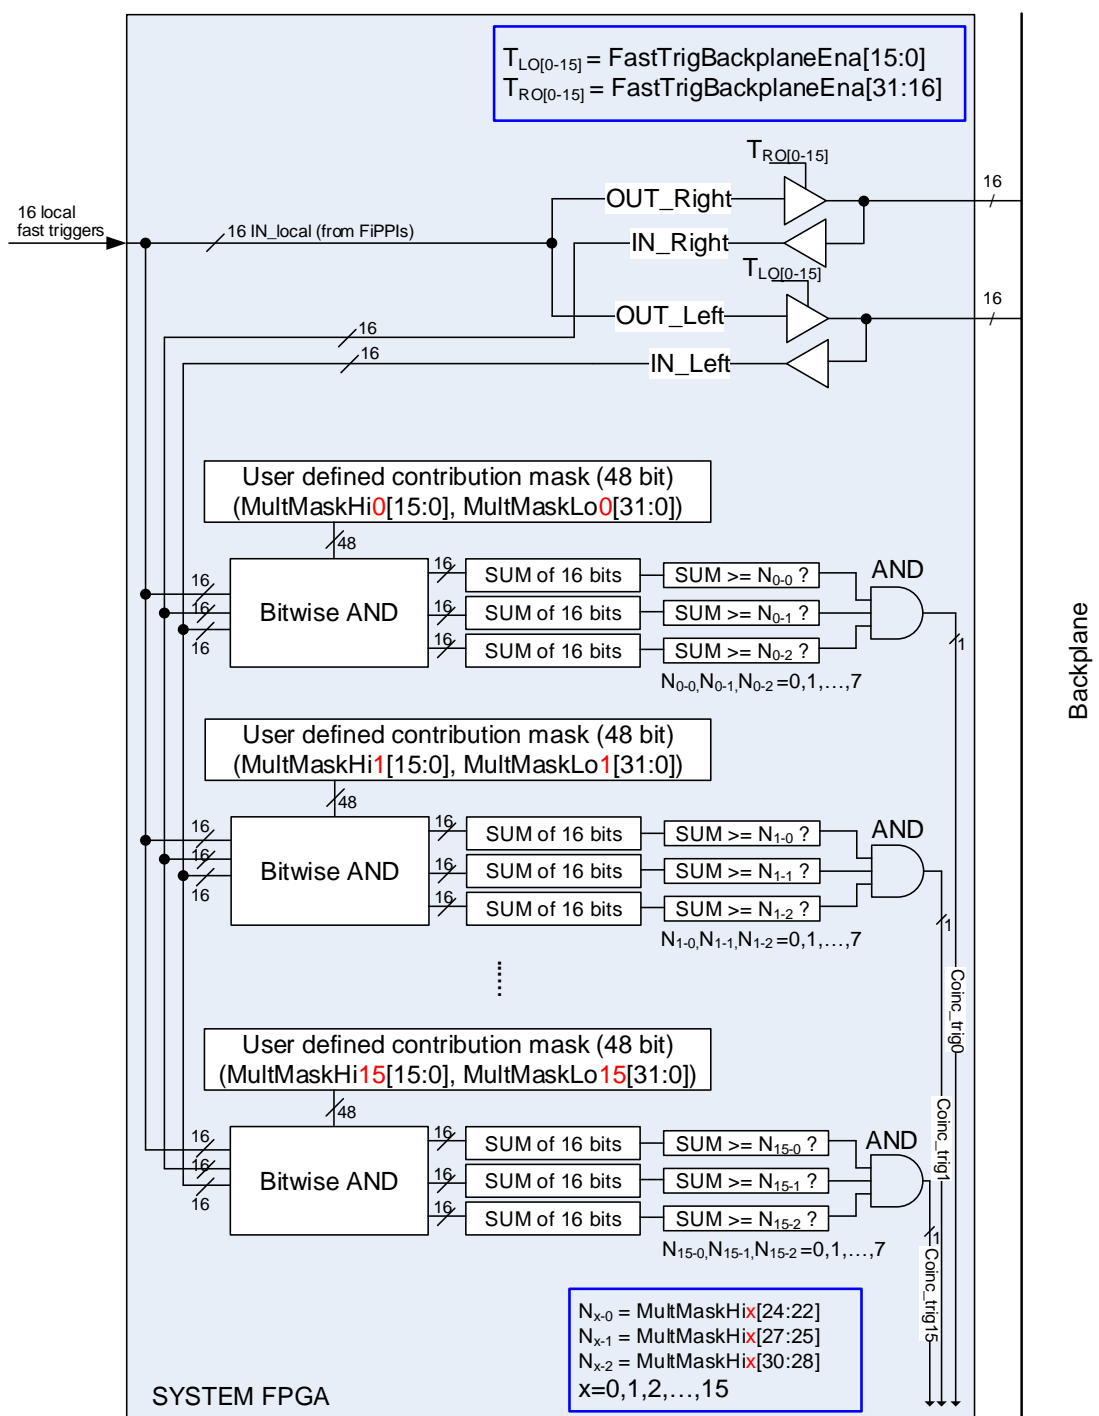 T_LO[0-15] = FastTrigBackplaneEna[15:0]
T_RO[0-15] = FastTrigBackplaneEna[31:16]
T_RO[0-15]
16
16 local
fast triggers
OUT_Right
16 IN_local (from FiPPIs)
IN_Right
T_LO[0-15]
16
OUT_Left
16
16
IN_Left
User defined contribution mask (48 bit)
(MultMaskHi0[15:0], MultMaskLo0[31:0])
48
16
16
16
Bitwise AND
16
16
16
SUM of 16 bits
SUM of 16 bits
SUM of 16 bits
SUM >= N0-0 ?
SUM >= N0-1 ?
SUM >= N0-2 ?
AND
1
N0-0,N0-1,N0-2 =0,1,...,7
Backplane
User defined contribution mask (48 bit)
(MultMaskHi1[15:0], MultMaskLo1[31:0])
48
16
16
16
Bitwise AND
16
16
16
SUM of 16 bits
SUM of 16 bits
SUM of 16 bits
SUM >= N1-0 ?
SUM >= N1-1 ?
SUM >= N1-2 ?
AND
1
N1-0,N1-1,N1-2 =0,1,...,7
Coinc_trig0
User defined contribution mask (48 bit)
(MultMaskHi15[15:0], MultMaskLo15[31:0])
48
16
16
16
Bitwise AND
16
16
16
SUM of 16 bits
SUM of 16 bits
SUM of 16 bits
SUM >= N15-0 ?
SUM >= N15-1 ?
SUM >= N15-2 ?
AND
Coinc_trig1
1
N15-0,N15-1,N15-2 =0,1,...,7
Coinc_trig15
Nx-0 = MultMaskHix[24:22]
Nx-1 = MultMaskHix[27:25]
Nx-2 = MultMaskHix[30:28]
x=0,1,2,...,15
SYSTEM FPGA